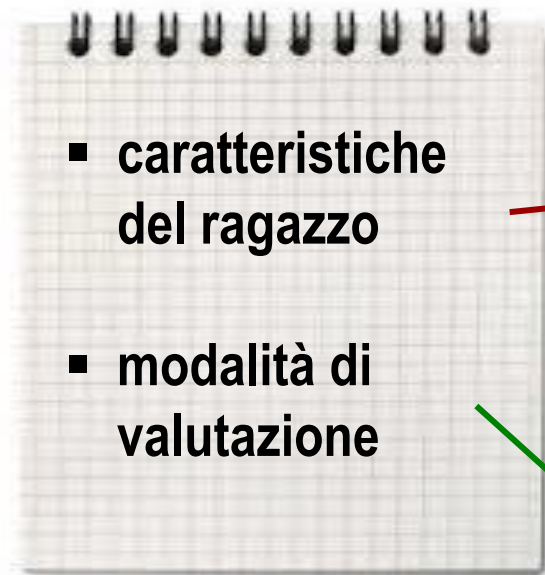 ▪ caratteristiche
del ragazzo
▪ modalità di
valutazione